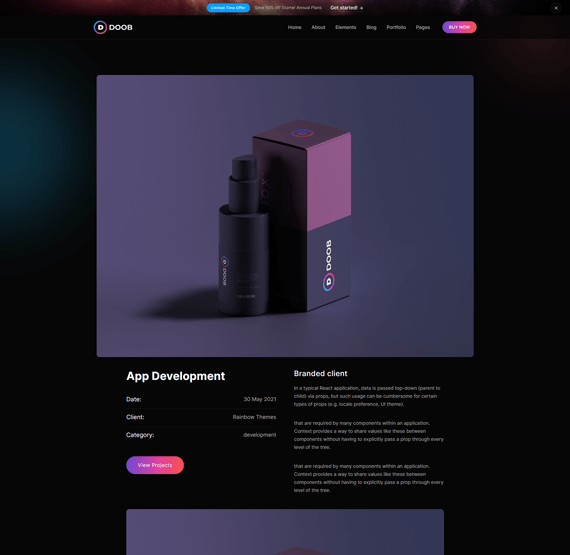 Limited Time Offer Save 50% off Starter Annual Plans Get started! →
DOOB
Home About Elements Blog Portfolio Pages BUY NOW
DOOB
DOOB
App Development
Date: 30 May 2021
Client: Rainbow Themes
Category: development
View Projects
Branded client
In a typical React application, data is passed top-down (parent to
child) via props, but such usage can be cumbersome for certain
types of props (e.g. locale preference, UI theme).
that are required by many components within an application.
Context provides a way to share values like these between
components without having to explicitly pass a prop through every
level of the tree.
that are required by many components within an application.
Context provides a way to share values like these between
components without having to explicitly pass a prop through every
level of the tree.